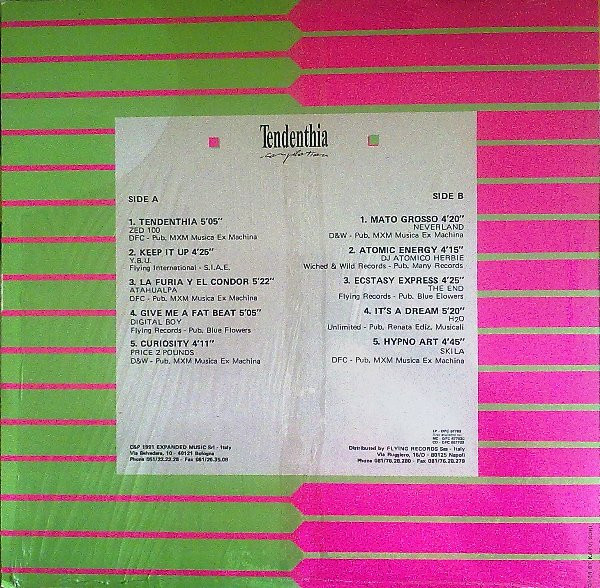 Tendenthia
compilation
SIDE A
1. TENDENTHIA 5'05"
ZED 100
DFC - Pub. MXM Musica Ex Machina
2. KEEP IT UP 4'25"
Y.B.U.
Flying International - S.I.A.E.
3. LA FURIA Y EL CONDOR 5'22"
ATAHUALPA
DFC - Pub. MXM Musica Ex Machina
4. GIVE ME A FAT BEAT 5'05"
DIGITAL BOY
Flying Records - Pub. Blue Flowers
5. CURIOSITY 4'11"
PRICE 2 POUNDS
D&W - Pub. MXM Musica Ex Machina
SIDE B
1. MATO GROSSO 4'20"
NEVERLAND
D&W - Pub. MXM Musica Ex Machina
2. ATOMIC ENERGY 4'15"
DJ ATOMICO HERBIE
Wiched & Wild Records - Pub. Many Records
3. ECSTASY EXPRESS 4'25"
THE END
Flying Records - Pub. Blue Elowers
4. IT'S A DREAM 5'20"
H2O
Unlimited - Pub. Renata Ediz. Musicali
5. HYPNO ART 4'45"
SKILA
DFC - Pub. MXM Musica Ex Machina
C&P 1991 EXPANDED MUSIC Srl - Italy
Via Belvedere, 10 - 40121 Bologna
Phone 051/22.23.28 - Fax 051/26.35.08
Distributed by FLYING RECORDS Sas - Italy
Via Ruggiero, 16/D - 80125 Napoli
Phone 081/76.20.280 - Fax 081/76.20.279